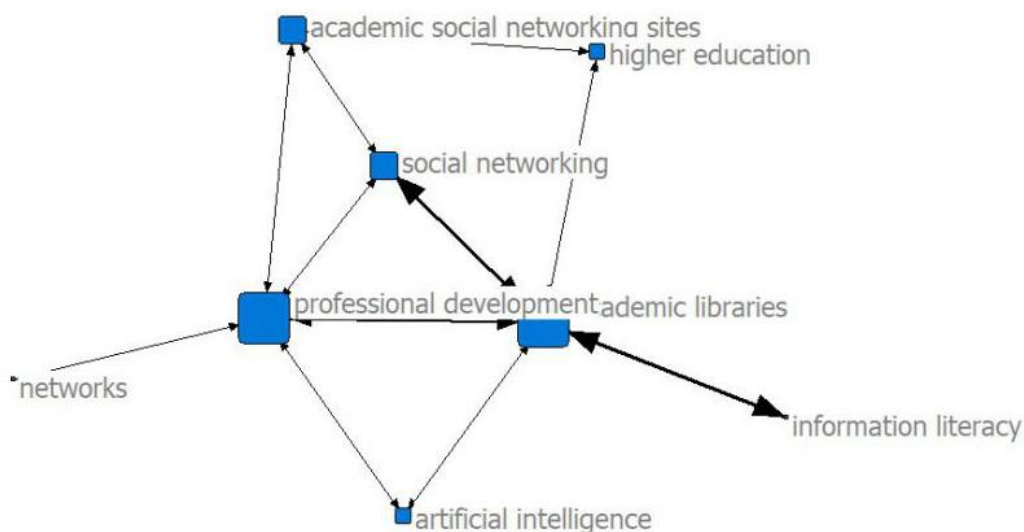 academic social networking sites
higher education
social networking
professional development
ademic libraries
networks
information literacy
artificial intelligence